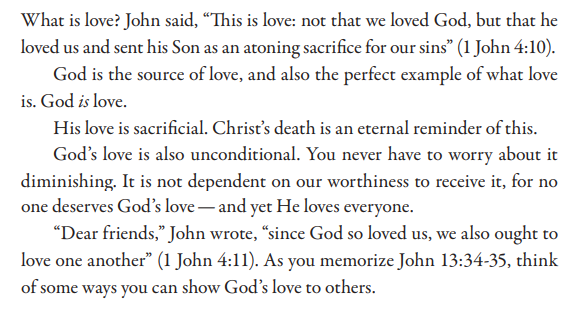 What is love? John said, “This is love: not that we loved God, but that he
loved us and sent his Son as an atoning sacrifice for our sins” (1 John 4:10).
God is the source of love, and also the perfect example of what love
is. God is love.
His love is sacrificial. Christ’s death is an eternal reminder of this.
God’s love is also unconditional. You never have to worry about it
diminishing. It is not dependent on our worthiness to receive it, for no
one deserves God’s love — and yet He loves everyone.
“Dear friends,” John wrote, “since God so loved us, we also ought to
love one another” (1 John 4:11). As you memorize John 13:34-35, think
of some ways you can show God’s love to others.